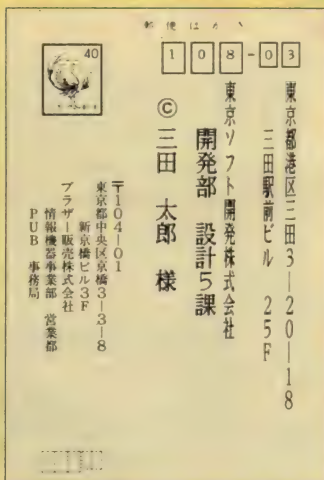 郵便はがき
40
108-03
東京都港区三田3-20-18
三田駅前ビル 25F
東京ソフト開発株式会社
開発部 設計5課
© 三田 太郎 様
〒104-01
東京都中央区京橋3-3-8
新京橋ビル3F
ブラザー販売株式会社
情報機器事業部 営業部
PUB 事務局